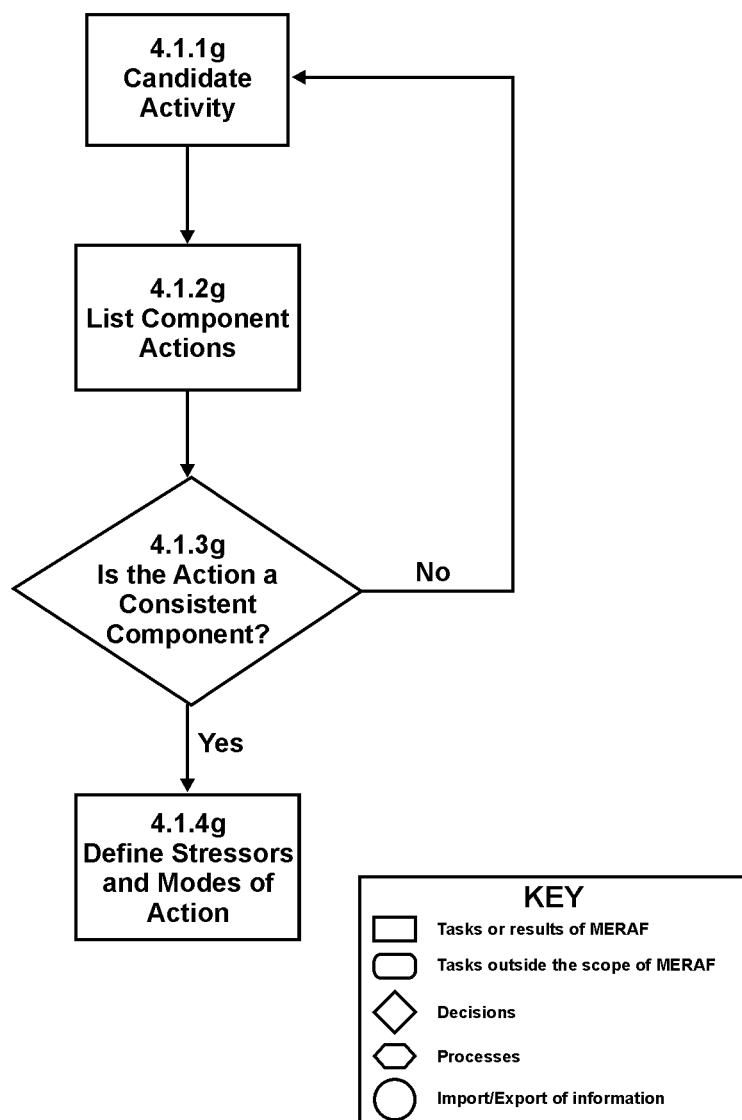 4.1.1g
Candidate
Activity
4.1.2g
List Component
Actions
4.1.3g
Is the Action a
Consistent
Component?
No
Yes
4.1.4g
Define Stressors
and Modes of
Action
KEY
Tasks or results of MERAF
Tasks outside the scope of MERAF
Decisions
Processes
Import/Export of information